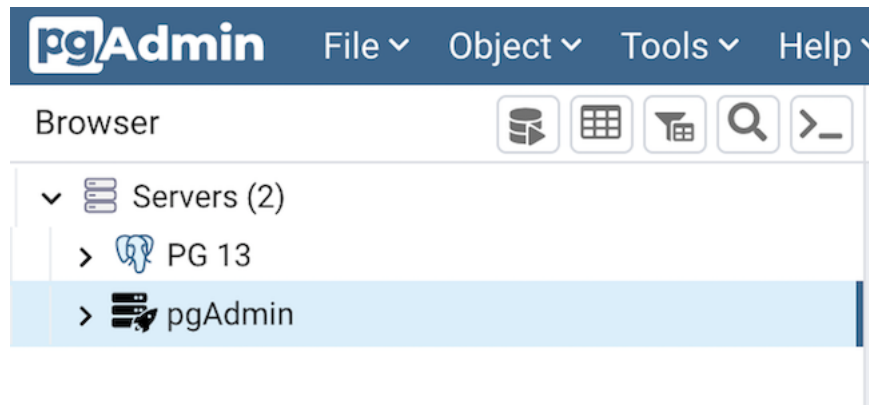 pgAdmin File Object Tools Help
Browser
Servers (2)
PG 13
pgAdmin